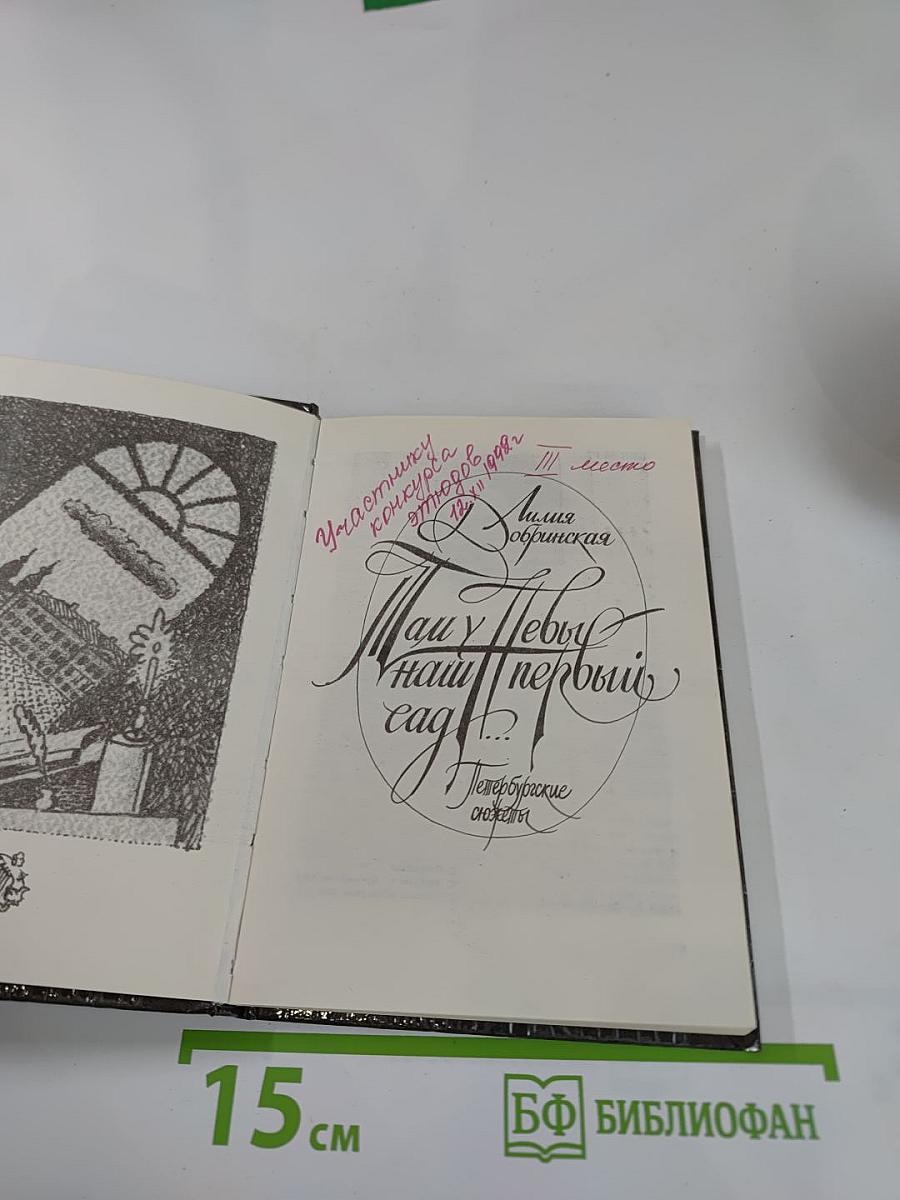 Участнику
конкурса
этюдов
12.XII 1998 г
III место
Лилия
Добринская
Там у Невы
наш первый
сад...
Петербургские
сюжеты
15 см
БФ БИБЛИОФАН